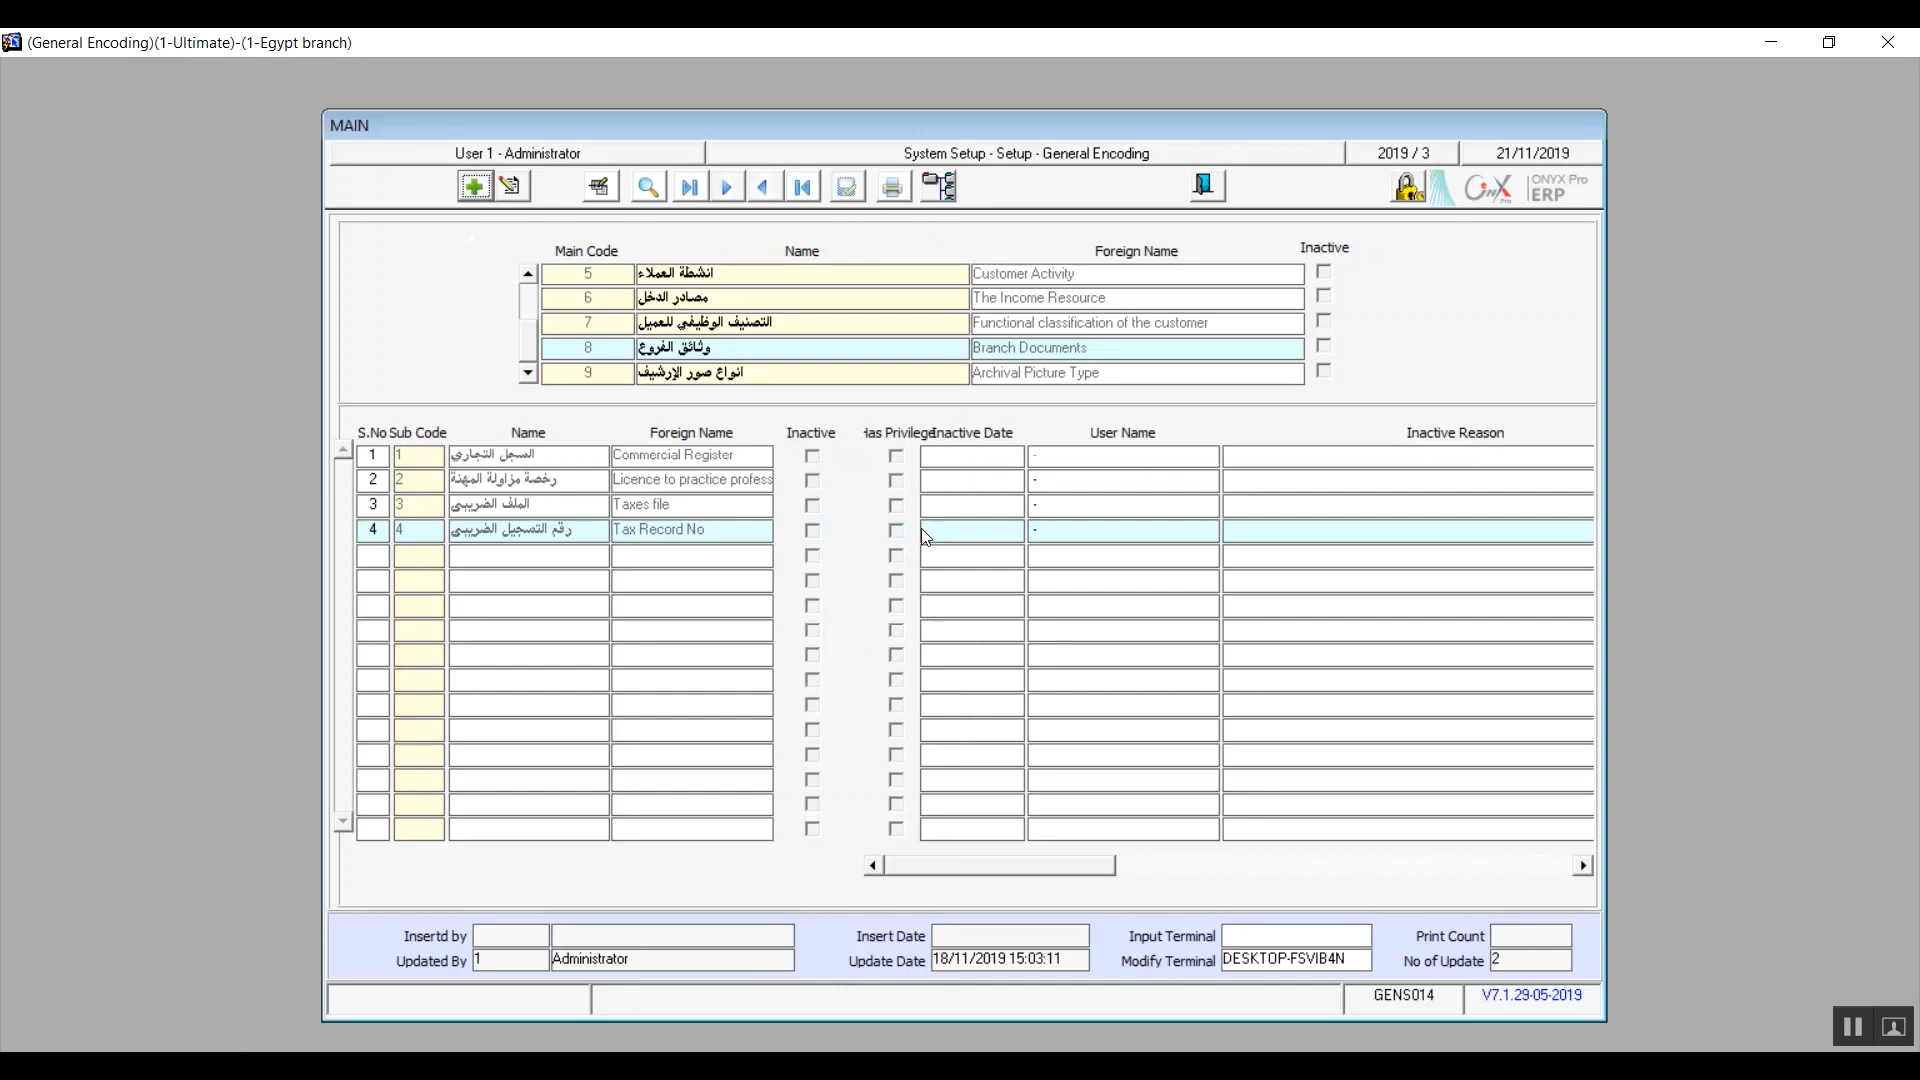 (General Encoding)(1-Ultimate)-(1-Egypt branch)
MAIN
User 1 - Administrator System Setup - Setup - General Encoding 2019 / 3 21/11/2019
ONYX Pro
ERP
Main Code Name Foreign Name Inactive
5 انشطة العملاء Customer Activity
6 مصادر الدخل The Income Resource
7 التصنيف الوظيفي للعميل Functional classification of the customer
8 وثائق الفروع Branch Documents
9 انواع صور الإرشيف Archival Picture Type
S.No Sub Code Name Foreign Name Inactive Has Privilege Inactive Date User Name Inactive Reason
1 1 السجل التجاري Commercial Register -
2 2 رخصة مزاولة المهنة Licence to practice profess -
3 3 الملف الضريبى Taxes file -
4 4 رقم التسجيل الضريبى Tax Record No -
Insertd by Insert Date Input Terminal Print Count
Updated By 1 Administrator Update Date 18/11/2019 15:03:11 Modify Terminal DESKTOP-FSVIB4N No of Update 2
GENS014 V7.1.29-05-2019